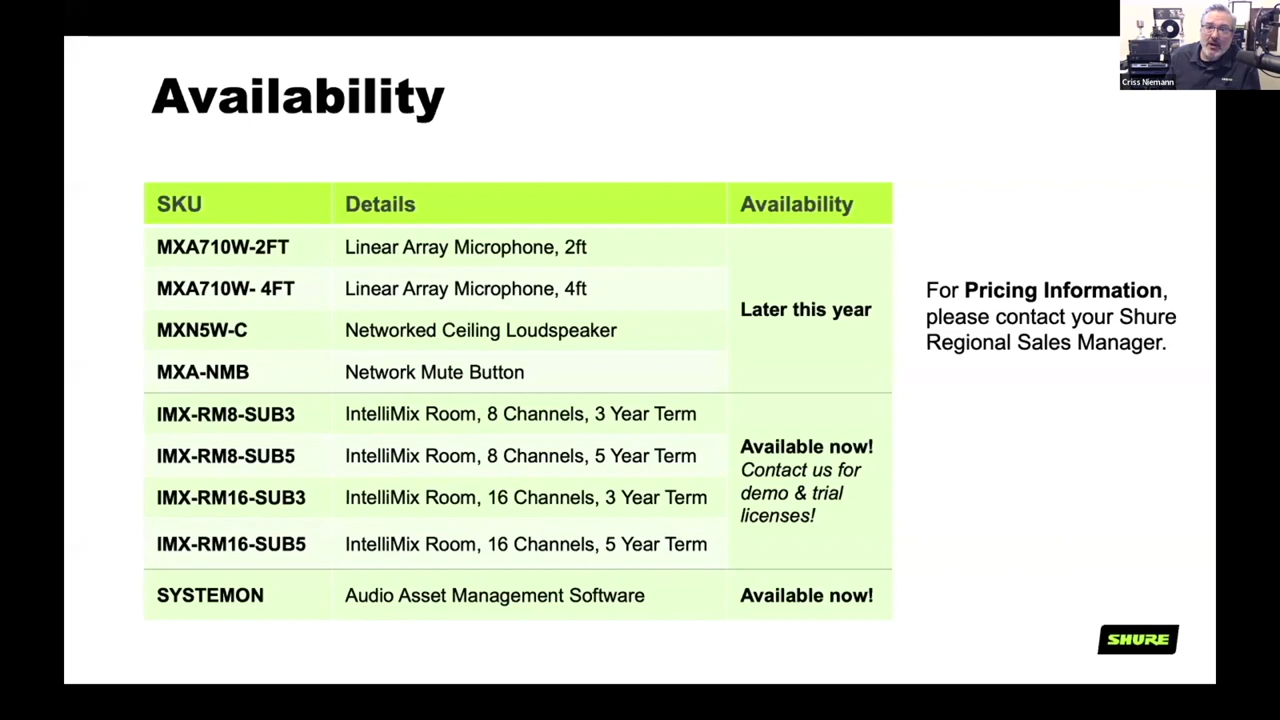 Criss Niemann
Availability
SKU Details Availability
MXA710W-2FT Linear Array Microphone, 2ft
MXA710W- 4FT Linear Array Microphone, 4ft
Later this year
MXN5W-C Networked Ceiling Loudspeaker
MXA-NMB Network Mute Button
IMX-RM8-SUB3 IntelliMix Room, 8 Channels, 3 Year Term
IMX-RM8-SUB5 IntelliMix Room, 8 Channels, 5 Year Term
IMX-RM16-SUB3 IntelliMix Room, 16 Channels, 3 Year Term
IMX-RM16-SUB5 IntelliMix Room, 16 Channels, 5 Year Term
Available now!
Contact us for
demo & trial
licenses!
SYSTEMON Audio Asset Management Software Available now!
For Pricing Information,
please contact your Shure
Regional Sales Manager.
SHURE